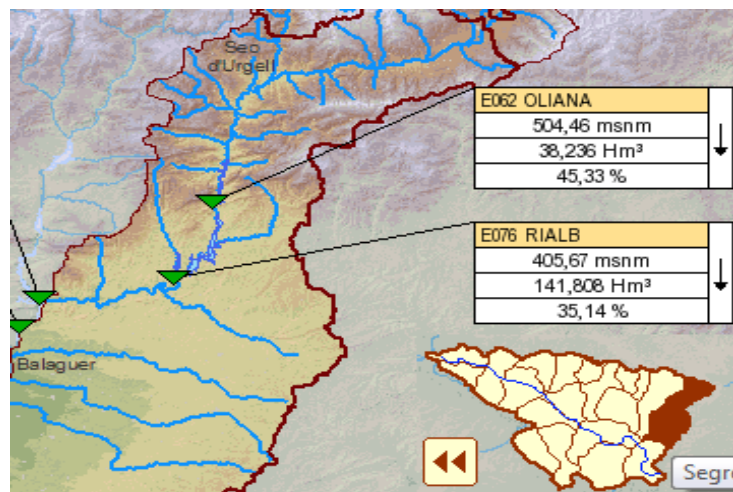 Seo
d'Urgell
E062 OLIANA
504,46 msnm
38,236 Hm³
45,33 %
E076 RIALB
405,67 msnm
141,808 Hm³
35,14 %
Balaguer
Segr